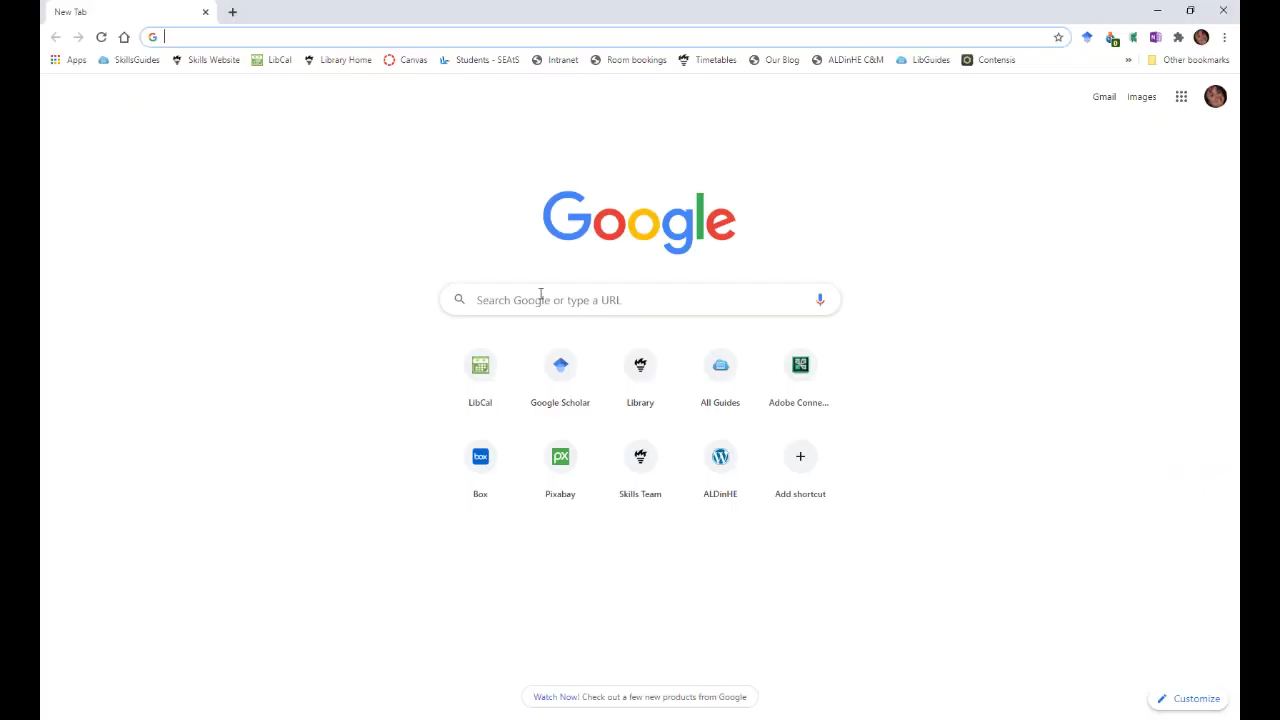 New Tab
Apps SkillsGuides Skills Website LibCal Library Home Canvas Students - SEAtS Intranet Room bookings Timetables Our Blog ALDinHE C&M LibGuides Contensis » Other bookmarks
Gmail Images
Google
Search Google or type a URL
LibCal Google Scholar Library All Guides Adobe Conne...
Box Pixabay Skills Team ALDinHE Add shortcut
Watch Now! Check out a few new products from Google
Customize